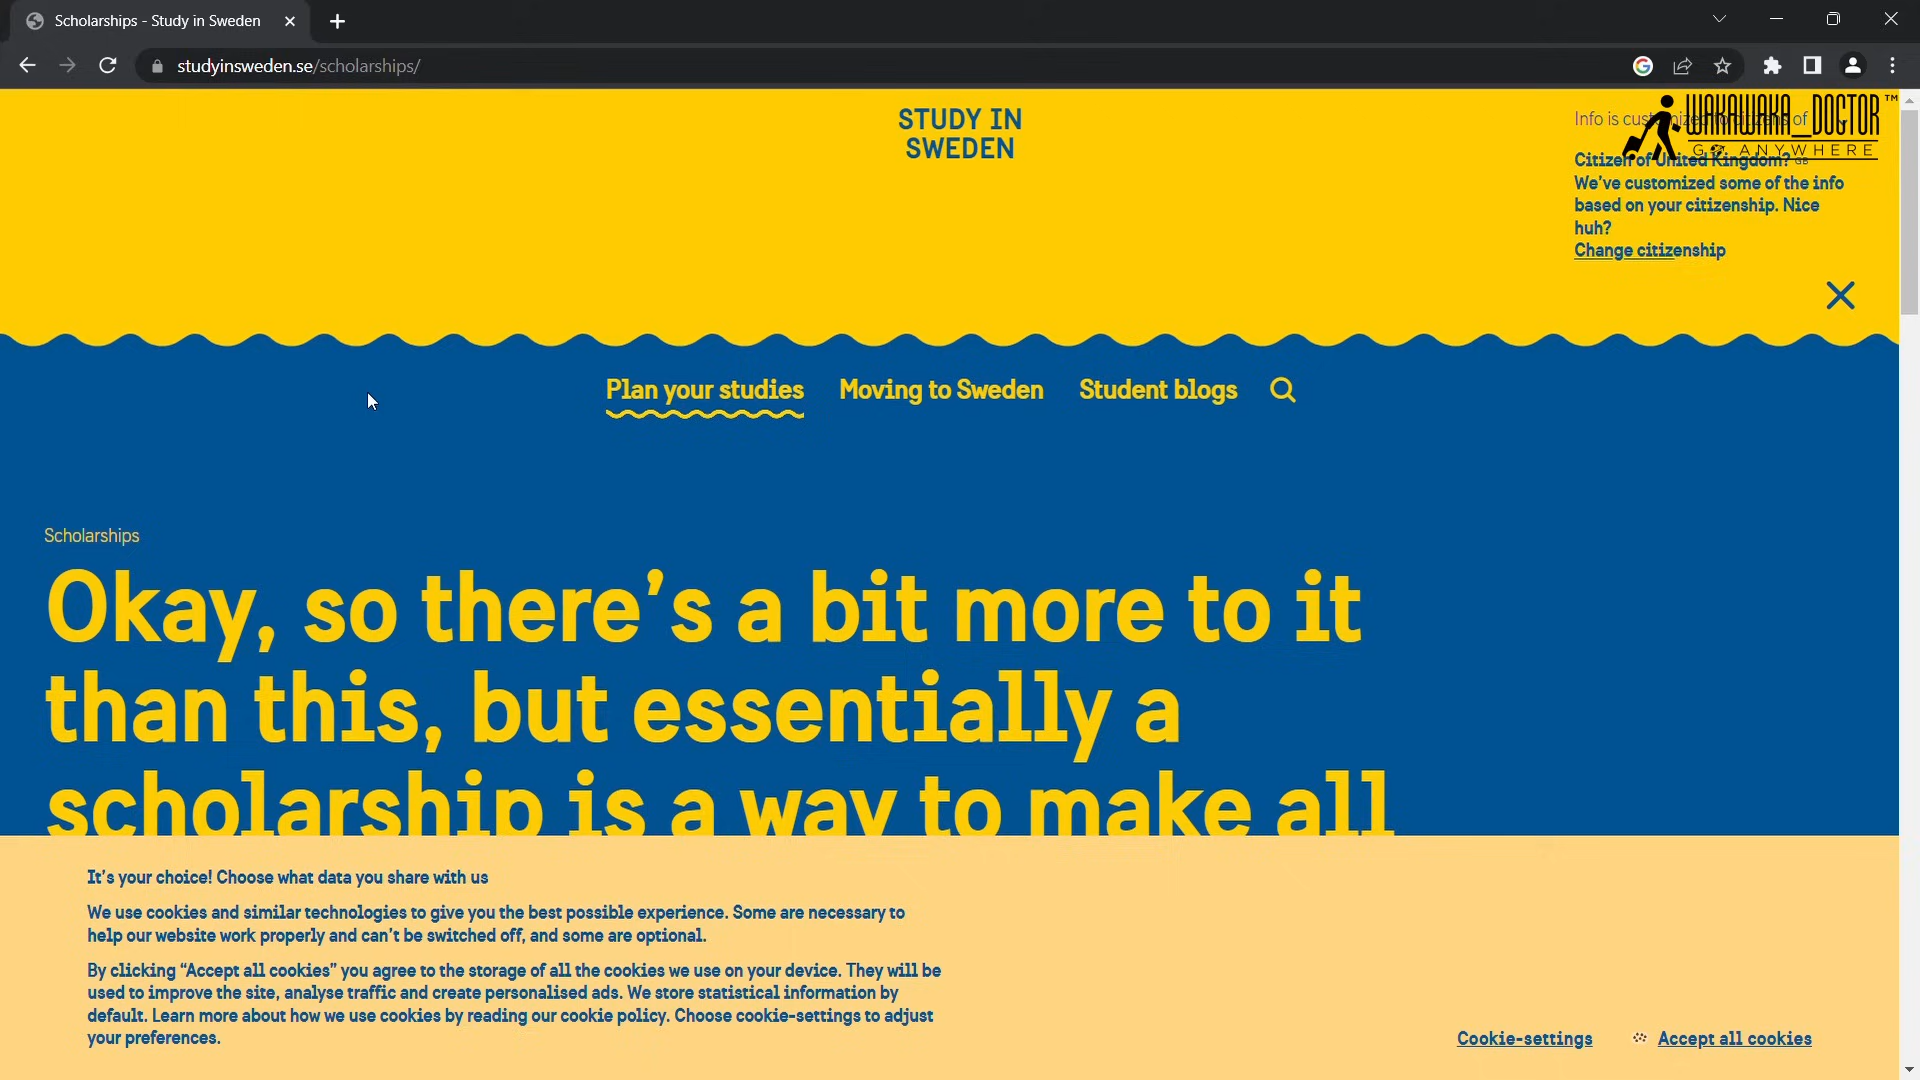 Scholarships - Study in Sweden
studyinsweden.se/scholarships/
STUDY IN
SWEDEN
WAKAWAKA_DOCTOR™
GO ANYWHERE
Info is customized to citizens of
Citizen of United Kingdom? GB
We've customized some of the info
based on your citizenship. Nice
huh?
Change citizenship
Plan your studies
Moving to Sweden
Student blogs
Scholarships
Okay, so there's a bit more to it
than this, but essentially a
scholarship is a way to make all
It's your choice! Choose what data you share with us
We use cookies and similar technologies to give you the best possible experience. Some are necessary to
help our website work properly and can't be switched off, and some are optional.
By clicking “Accept all cookies” you agree to the storage of all the cookies we use on your device. They will be
used to improve the site, analyse traffic and create personalised ads. We store statistical information by
default. Learn more about how we use cookies by reading our cookie policy. Choose cookie-settings to adjust
your preferences.
Cookie-settings
Accept all cookies